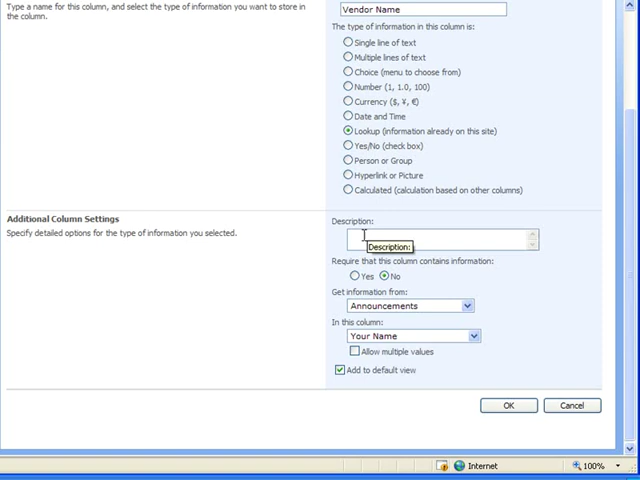 Type a name for this column, and select the type of information you want to store in
the column.
Vendor Name
The type of information in this column is:
Single line of text
Multiple lines of text
Choice (menu to choose from)
Number (1, 1.0, 100)
Currency ($, ¥, €)
Date and Time
Lookup (information already on this site)
Yes/No (check box)
Person or Group
Hyperlink or Picture
Calculated (calculation based on other columns)
Additional Column Settings
Specify detailed options for the type of information you selected.
Description:
Description:
Require that this column contains information:
Yes No
Get information from:
Announcements
In this column:
Your Name
Allow multiple values
Add to default view
OK Cancel
Internet 100%